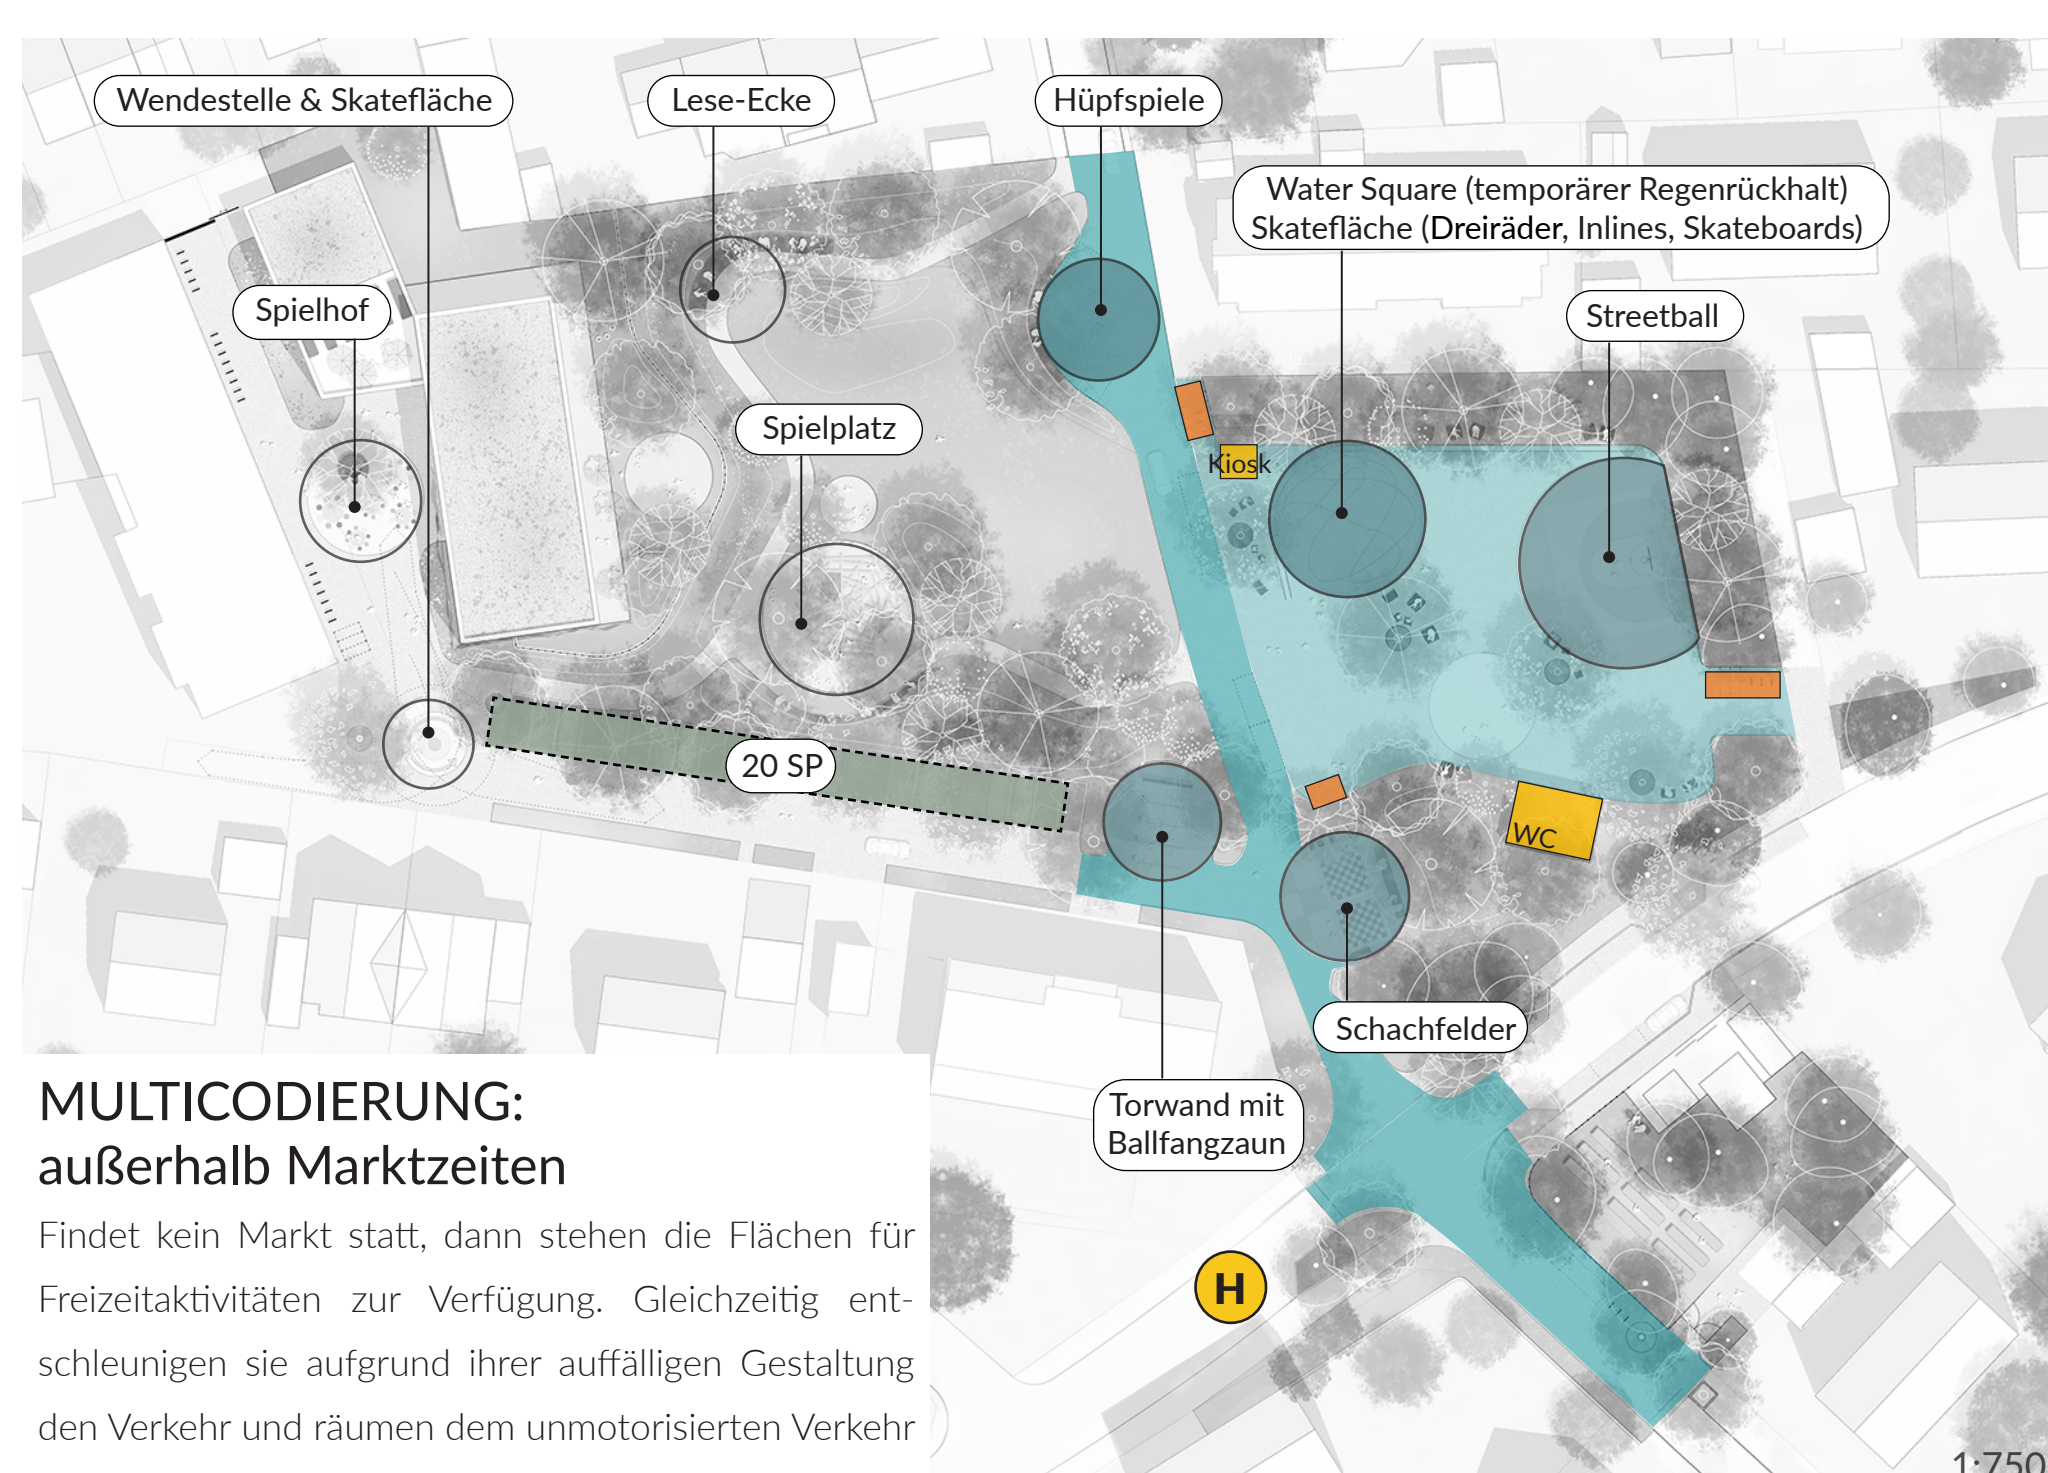 Wendestelle & Skatefläche
Lese-Ecke
Hüpfspiele
Water Square (temporärer Regenrückhalt)
Skatefläche (Dreiräder, Inlines, Skateboards)
Spielhof
Streetball
Spielplatz
Kiosk
20 SP
WC
Schachfelder
Torwand mit
Ballfangzaun
H
MULTICODIERUNG:
außerhalb Marktzeiten
Findet kein Markt statt, dann stehen die Flächen für
Freizeitaktivitäten zur Verfügung. Gleichzeitig ent-
schleunigen sie aufgrund ihrer auffälligen Gestaltung
den Verkehr und räumen dem unmotorisierten Verkehr
1:750